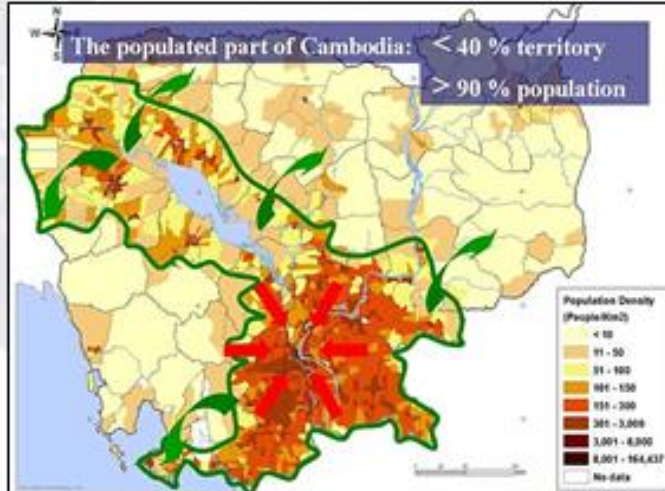 N
W
S
The populated part of Cambodia: < 40 % territory
> 90 % population
Population Density
(People/Km2)
< 10
11 - 50
51 - 100
101 - 150
151 - 300
301 - 3,000
3,001 - 8,000
8,001 - 164,437
No data